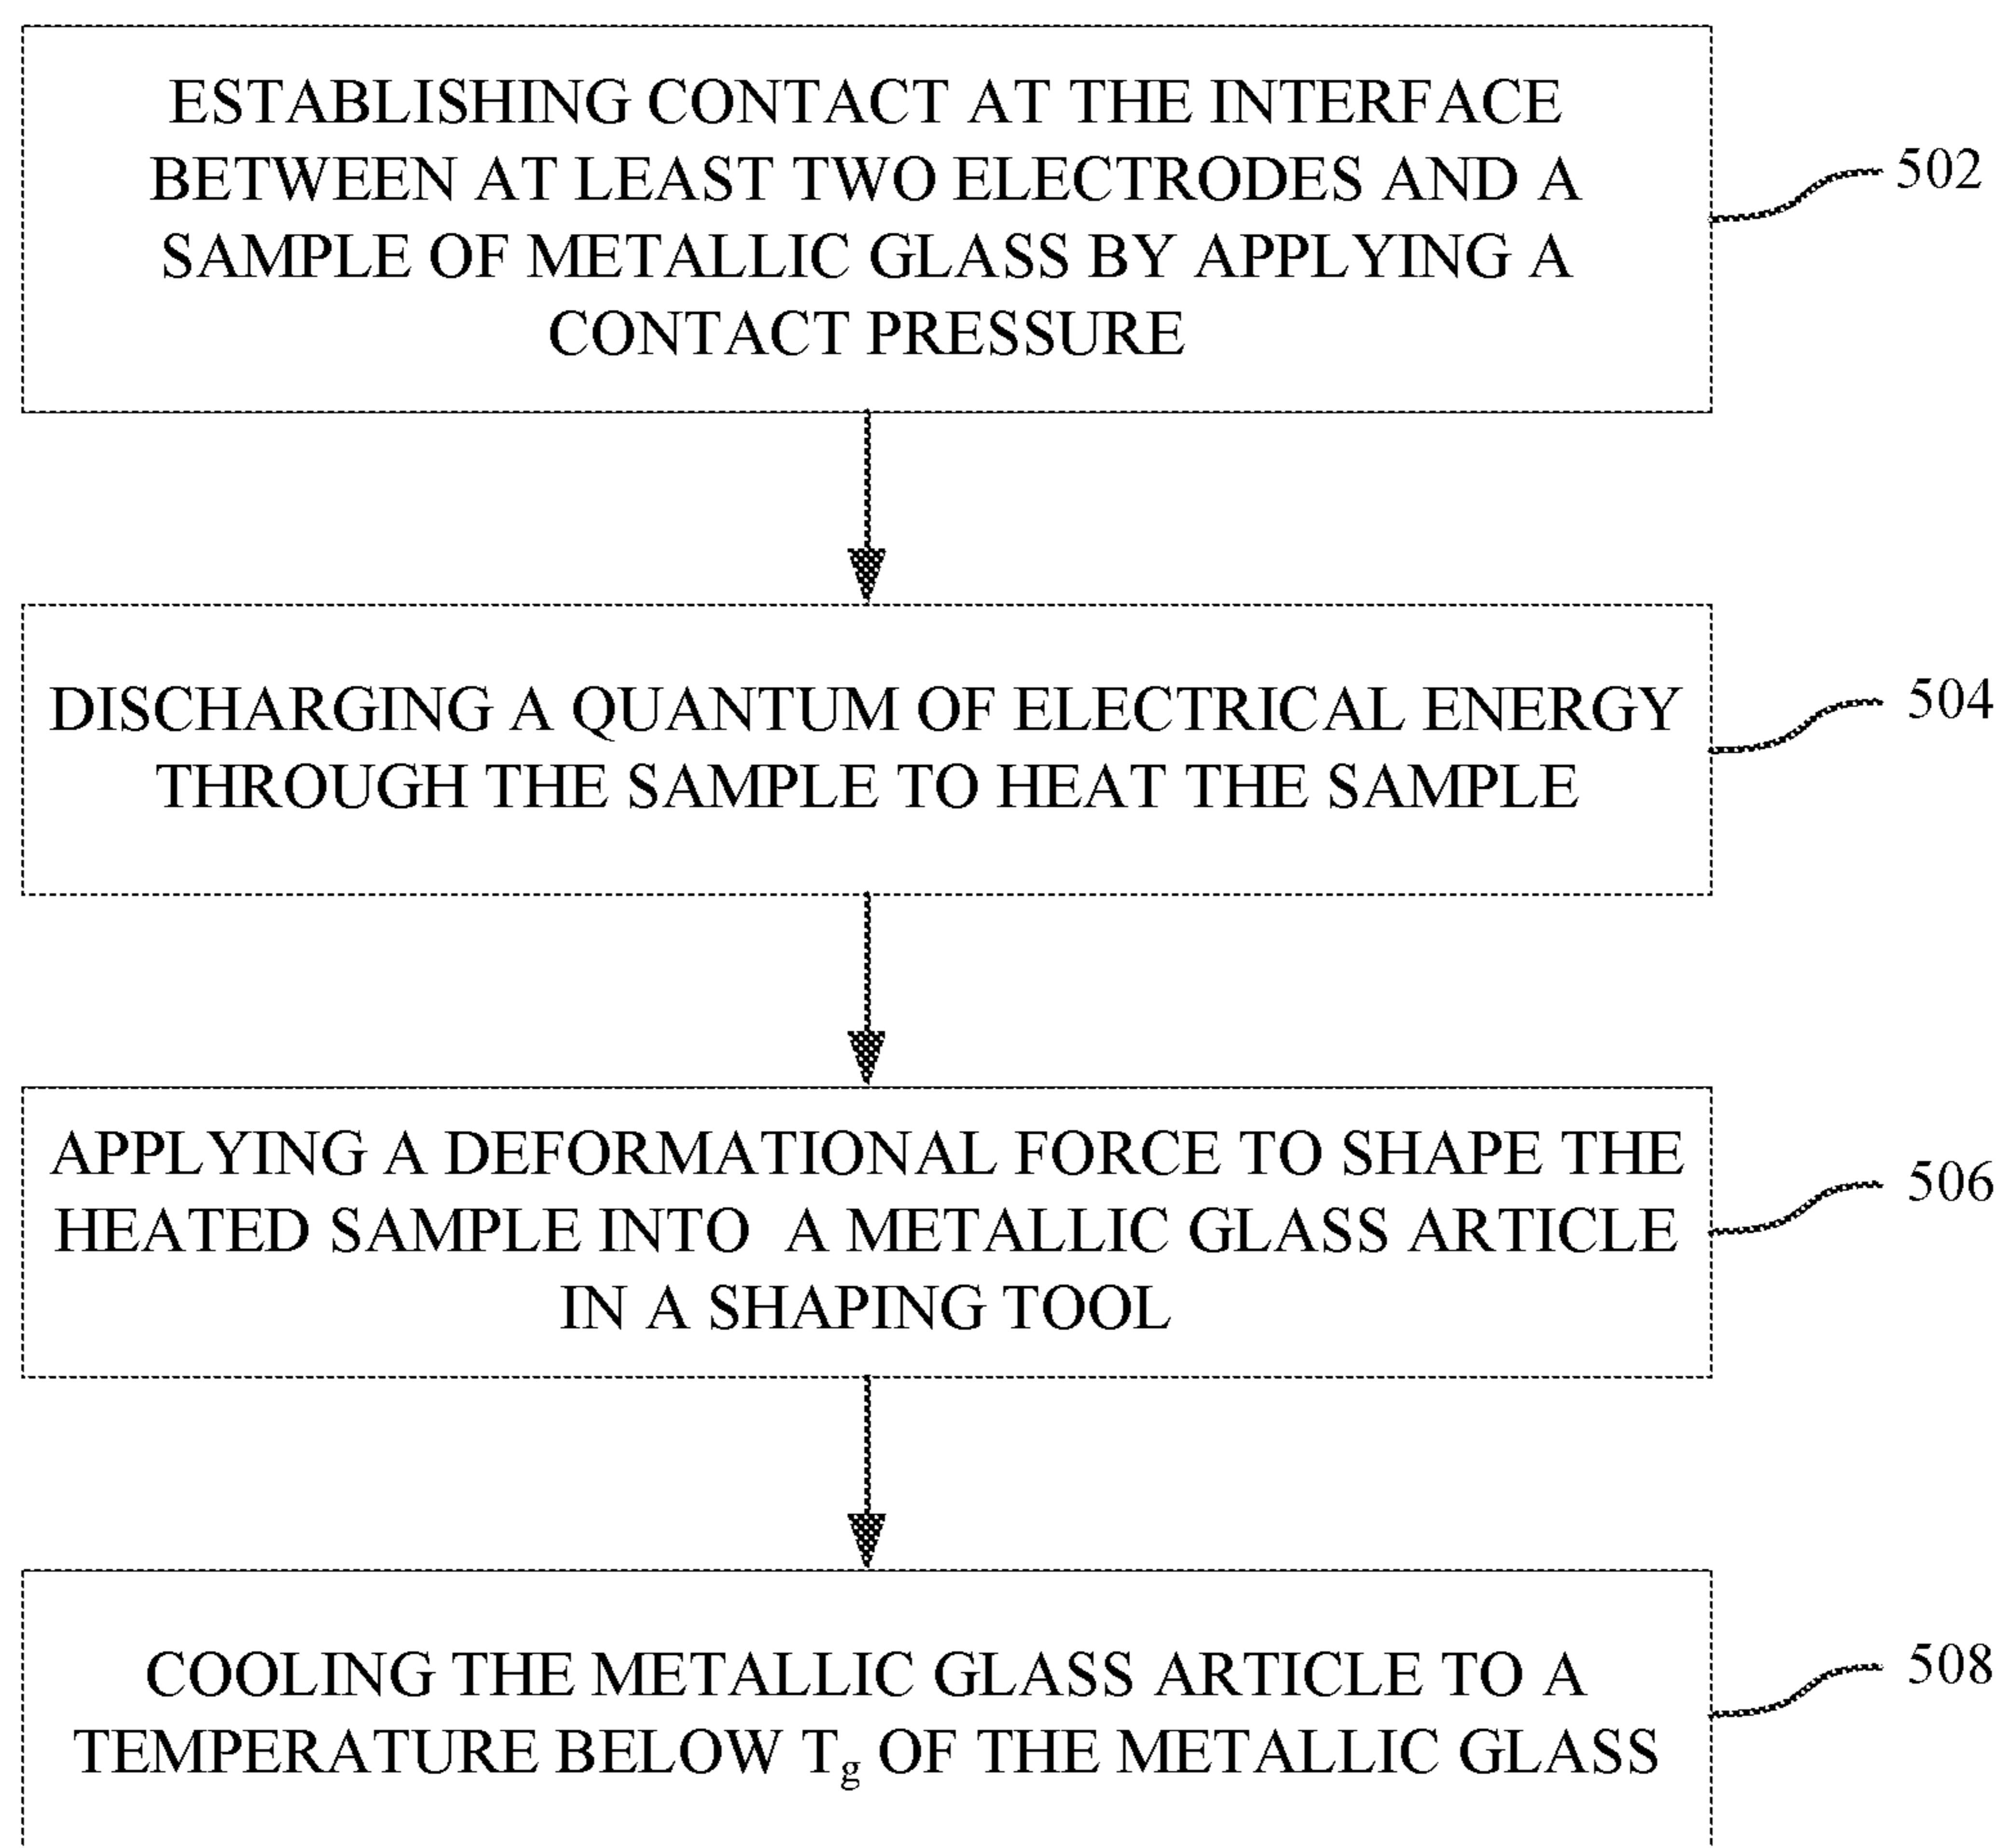 ESTABLISHING CONTACT AT THE INTERFACE
BETWEEN AT LEAST TWO ELECTRODES AND A
SAMPLE OF METALLIC GLASS BY APPLYING A
CONTACT PRESSURE
502
DISCHARGING A QUANTUM OF ELECTRICAL ENERGY
THROUGH THE SAMPLE TO HEAT THE SAMPLE
504
APPLYING A DEFORMATIONAL FORCE TO SHAPE THE
HEATED SAMPLE INTO A METALLIC GLASS ARTICLE
IN A SHAPING TOOL
506
COOLING THE METALLIC GLASS ARTICLE TO A
TEMPERATURE BELOW Tg OF THE METALLIC GLASS
508